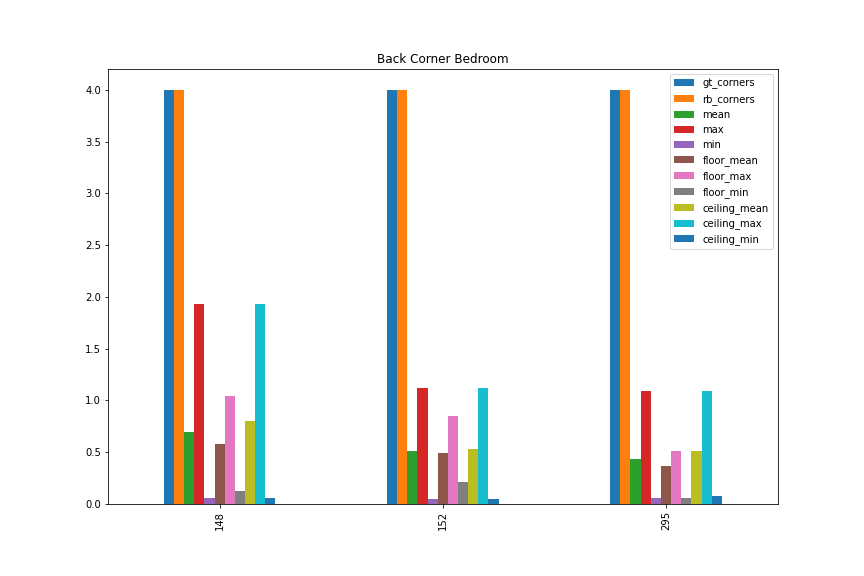 Back Corner Bedroom
4.0
3.5
3.0
2.5
2.0
1.5
1.0
0.5
0.0
148
152
295
gt_corners
rb_corners
mean
max
min
floor_mean
floor_max
floor_min
ceiling_mean
ceiling_max
ceiling_min